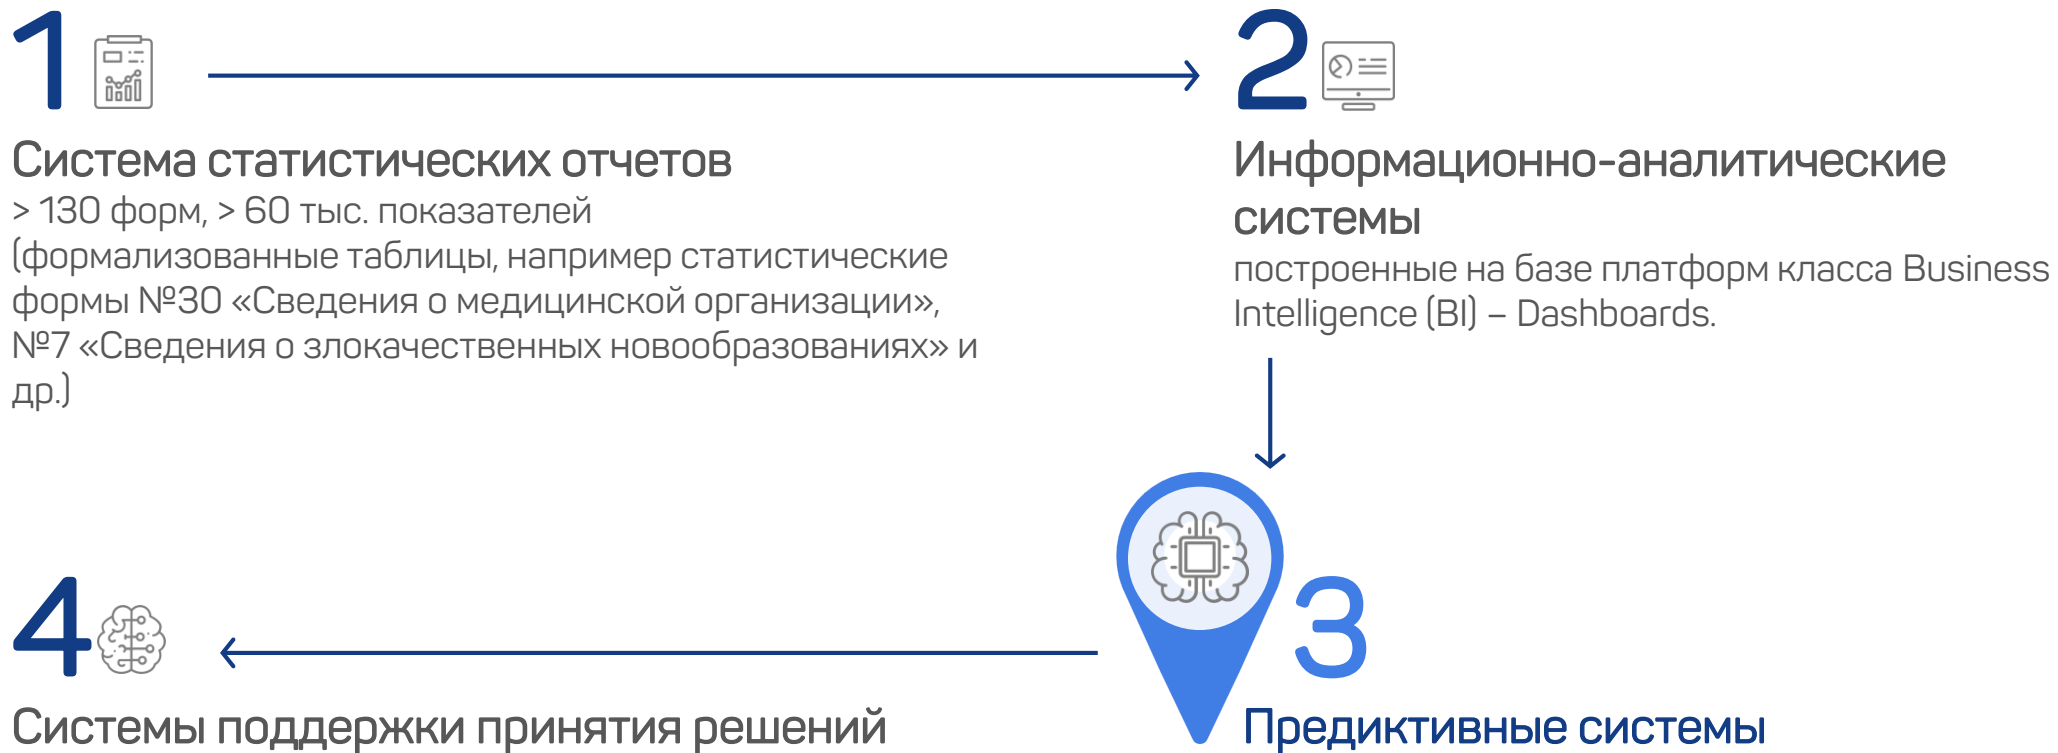 1
Система статистических отчетов
> 130 форм, > 60 тыс. показателей
(формализованные таблицы, например статистические
формы №30 «Сведения о медицинской организации»,
№7 «Сведения о злокачественных новообразованиях» и
др.)
2
Информационно-аналитические
системы
построенные на базе платформ класса Business
Intelligence (BI) – Dashboards.
3
Предиктивные системы
4
Системы поддержки принятия решений